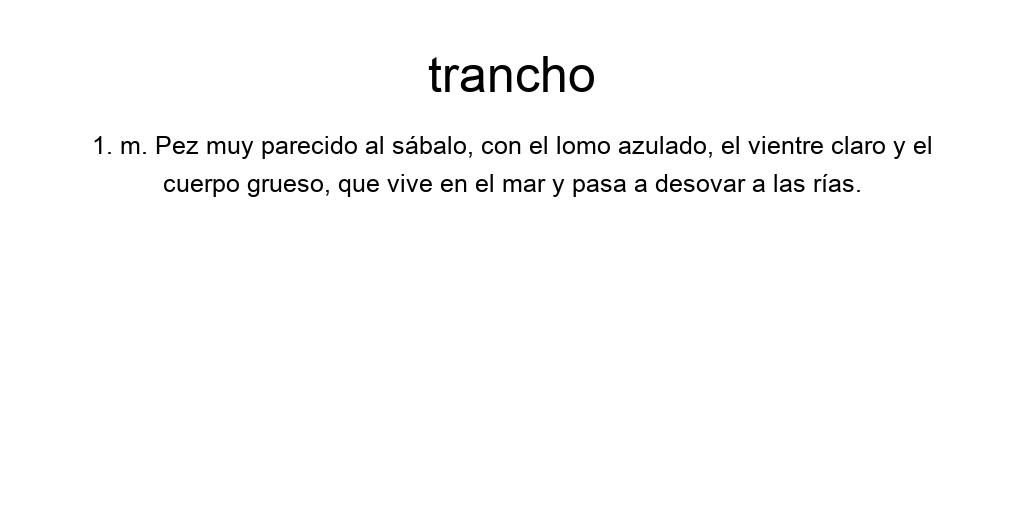 trancho
1. m. Pez muy parecido al sábalo, con el lomo azulado, el vientre claro y el
cuerpo grueso, que vive en el mar y pasa a desovar a las rías.